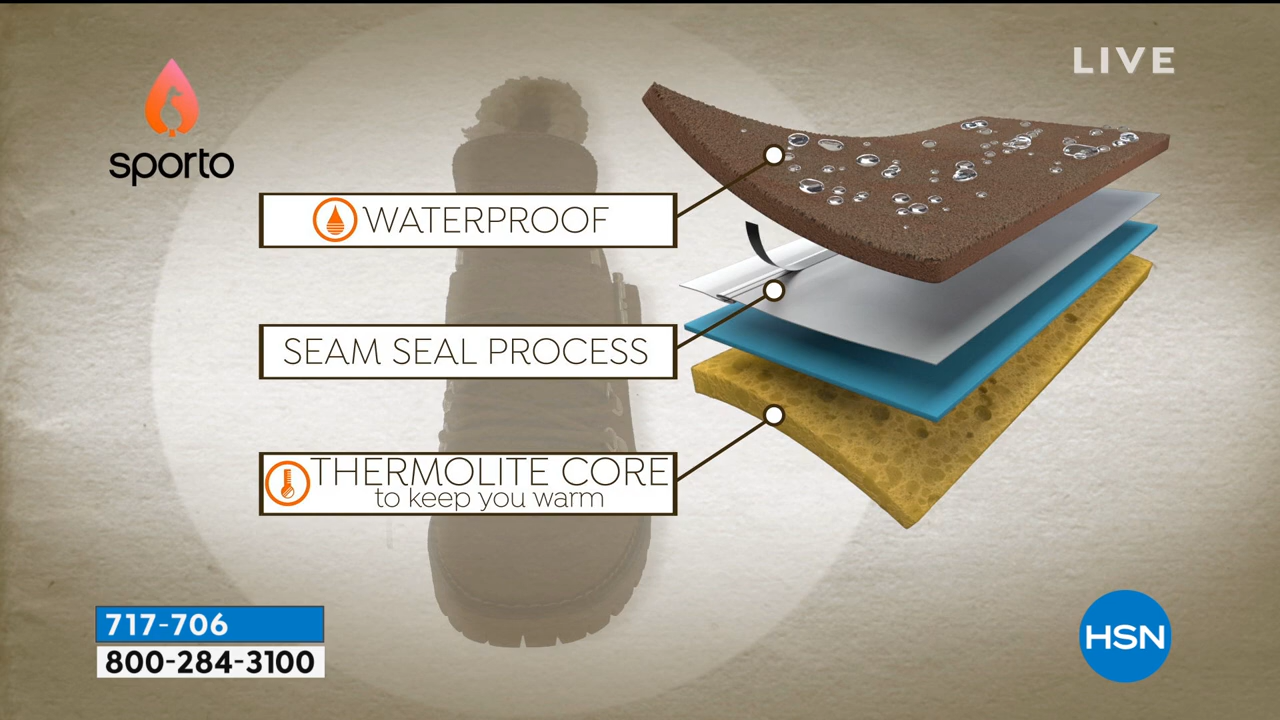 LIVE
sporto
WATERPROOF
SEAM SEAL PROCESS
THERMOLITE CORE
to keep you warm
717-706
800-284-3100
HSN